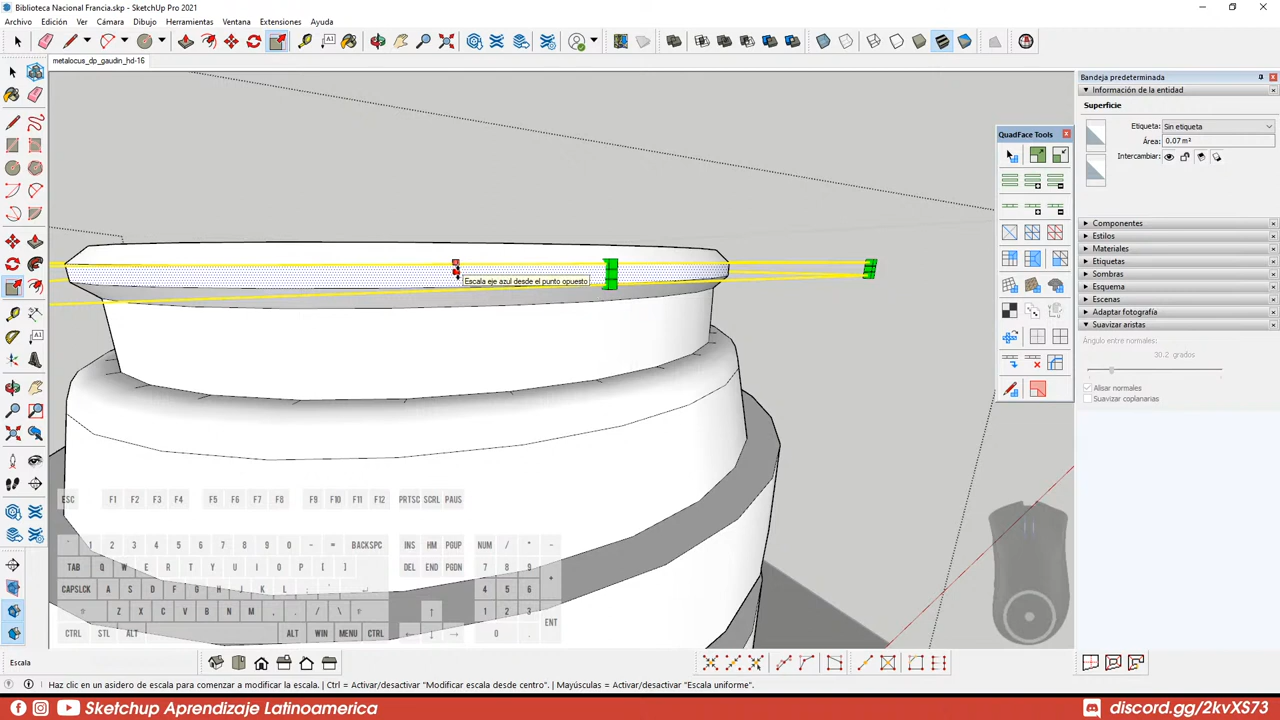 Biblioteca Nacional Francia.skp - SketchUp Pro 2021
Archivo Edición Ver Cámara Dibujo Herramientas Ventana Extensiones Ayuda
metalocus_dp_gaudin_hd-16
Bandeja predeterminada
Información de la entidad
Superficie
Etiqueta: Sin etiqueta
Área: 0.07 m²
Intercambiar:
QuadFace Tools
Componentes
Estilos
Materiales
Etiquetas
Sombras
Esquema
Escenas
Adaptar fotografía
Suavizar aristas
Ángulo entre normales:
30.2 grados
Alisar normales
Suavizar coplanarias
Escala eje azul desde el punto opuesto
ESC F1 F2 F3 F4 F5 F6 F7 F8 F9 F10 F11 F12 PRTSC SCRL PAUS
` 1 2 3 4 5 6 7 8 9 0 - = BACKSPC INS HM PGUP NUM / * -
TAB Q W E R T Y U I O P [ ] \ DEL END PGDN 7 8 9 +
CAPSLCK A S D F G H J K L ; ' 4 5 6
Z X C V B N M , . / \ ↑ 1 2 3 ENT
CTRL STL ALT ALT WIN MENU CTRL ← ↓ → 0 .
Escala
Haz clic en un asidero de escala para comenzar a modificar la escala. | Ctrl = Activar/desactivar "Modificar escala desde centro". | Mayúsculas = Activar/desactivar "Escala uniforme".
Sketchup Aprendizaje Latinoamerica
discord.gg/2kvXS73